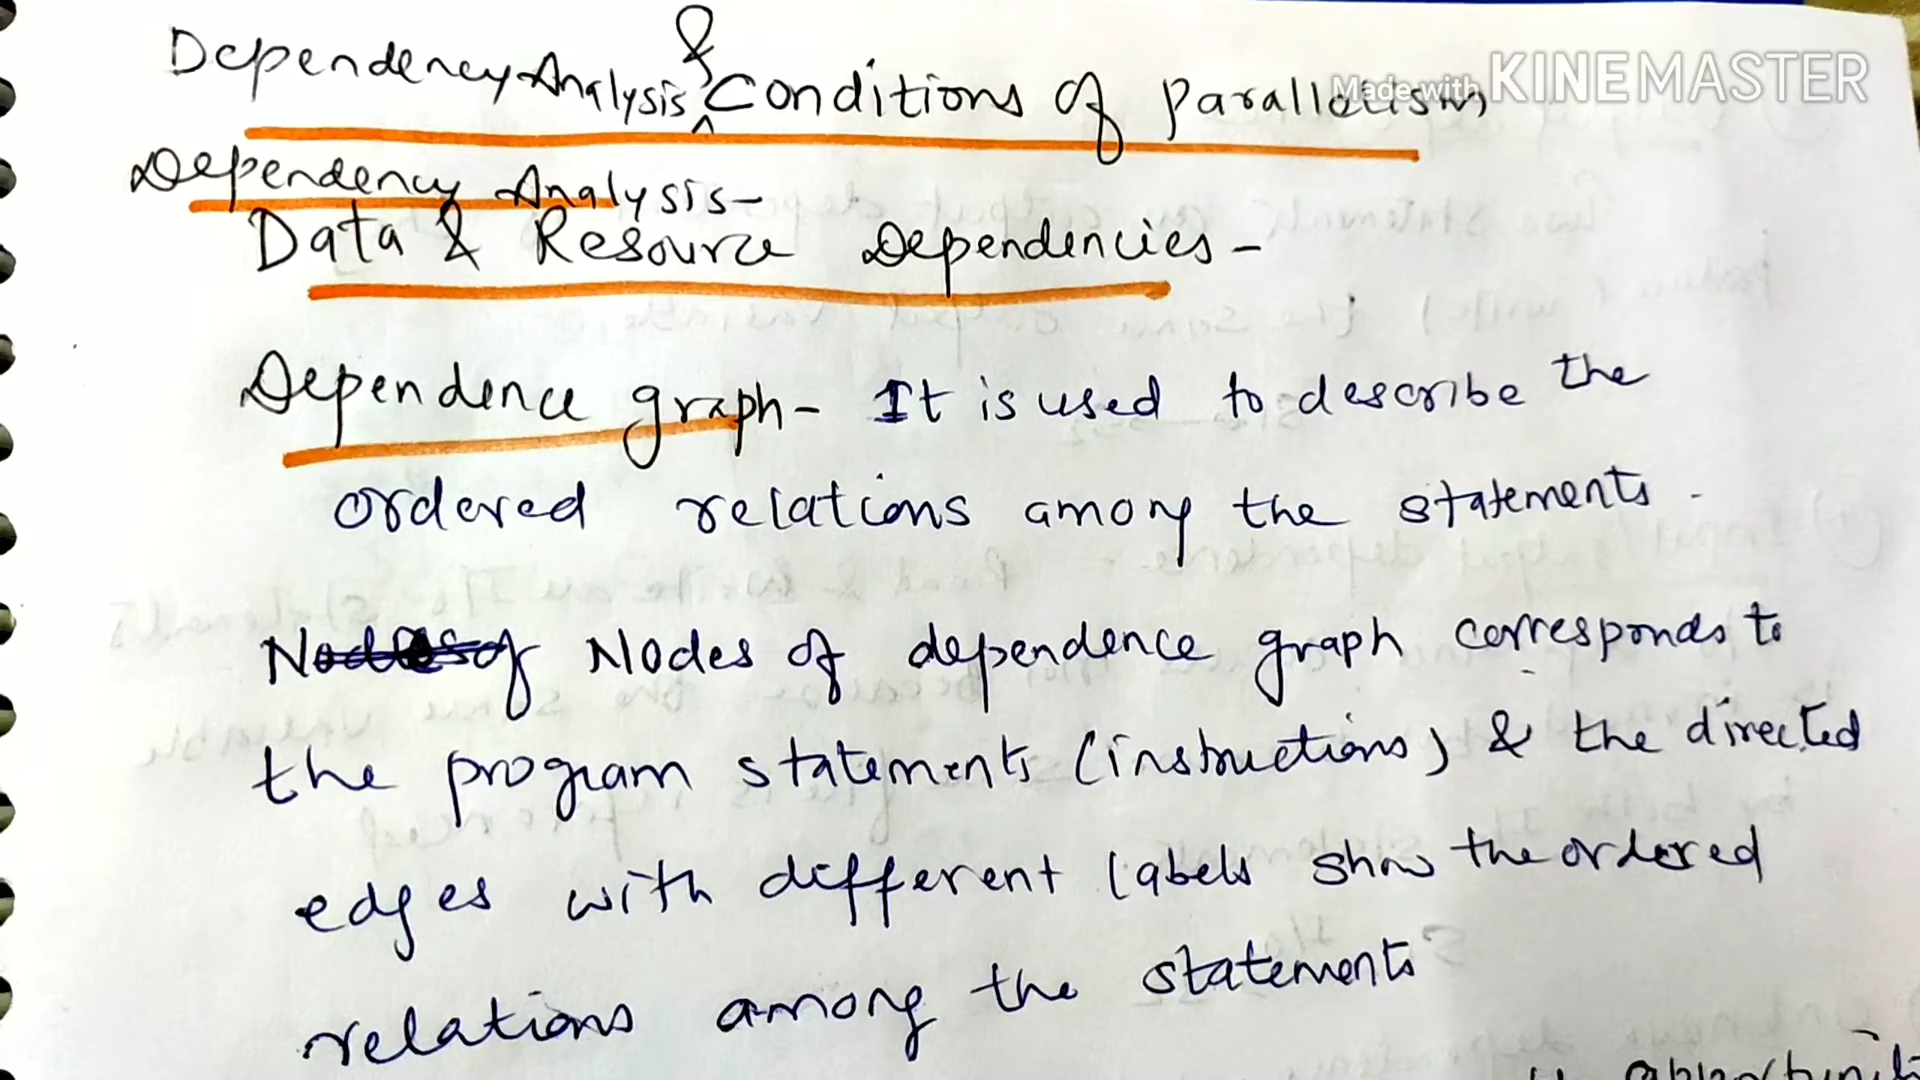 Dependency Analysis & Conditions of Parallelism
Made with KINEMASTER
Dependency Analysis-
Data & Resource Dependencies-
Dependence graph- It is used to describe the
ordered relations among the statements.
Nodes of Nodes of dependence graph corresponds to
the program statements (instructions) & the directed
edges with different labels show the ordered
relations among the statements